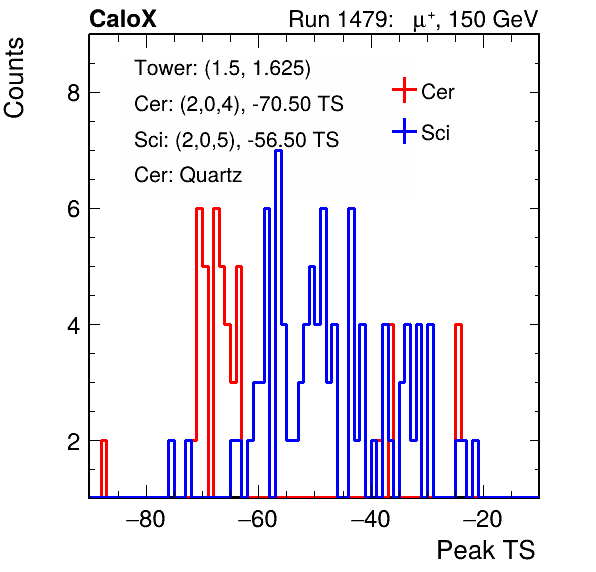 CaloX Run 1479: μ⁺, 150 GeV
Counts
Tower: (1.5, 1.625)
Cer: (2,0,4), -70.50 TS
Sci: (2,0,5), -56.50 TS
Cer: Quartz
Cer
Sci
8
6
4
2
−80 −60 −40 −20
Peak TS